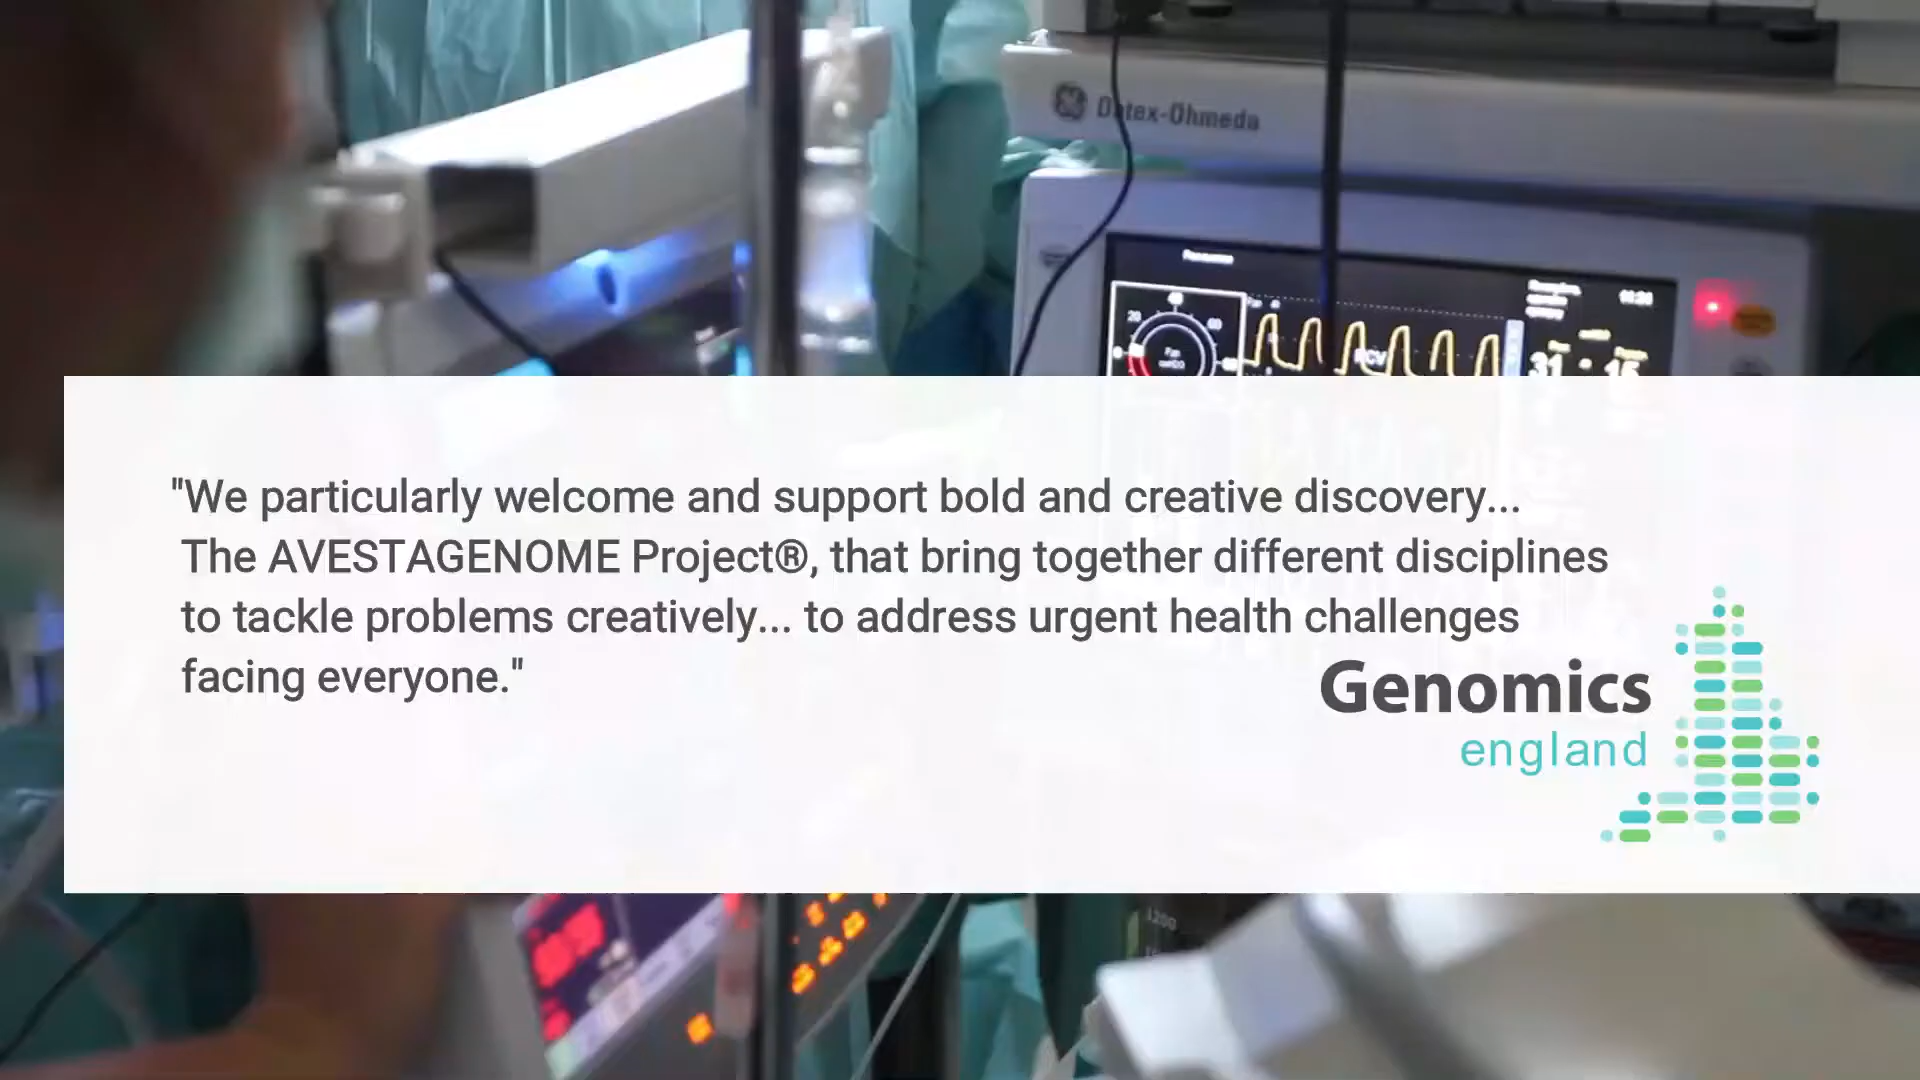 Datex-Ohmeda
"We particularly welcome and support bold and creative discovery...
The AVESTAGENOME Project®, that bring together different disciplines
to tackle problems creatively... to address urgent health challenges
facing everyone."
Genomics
england
1200